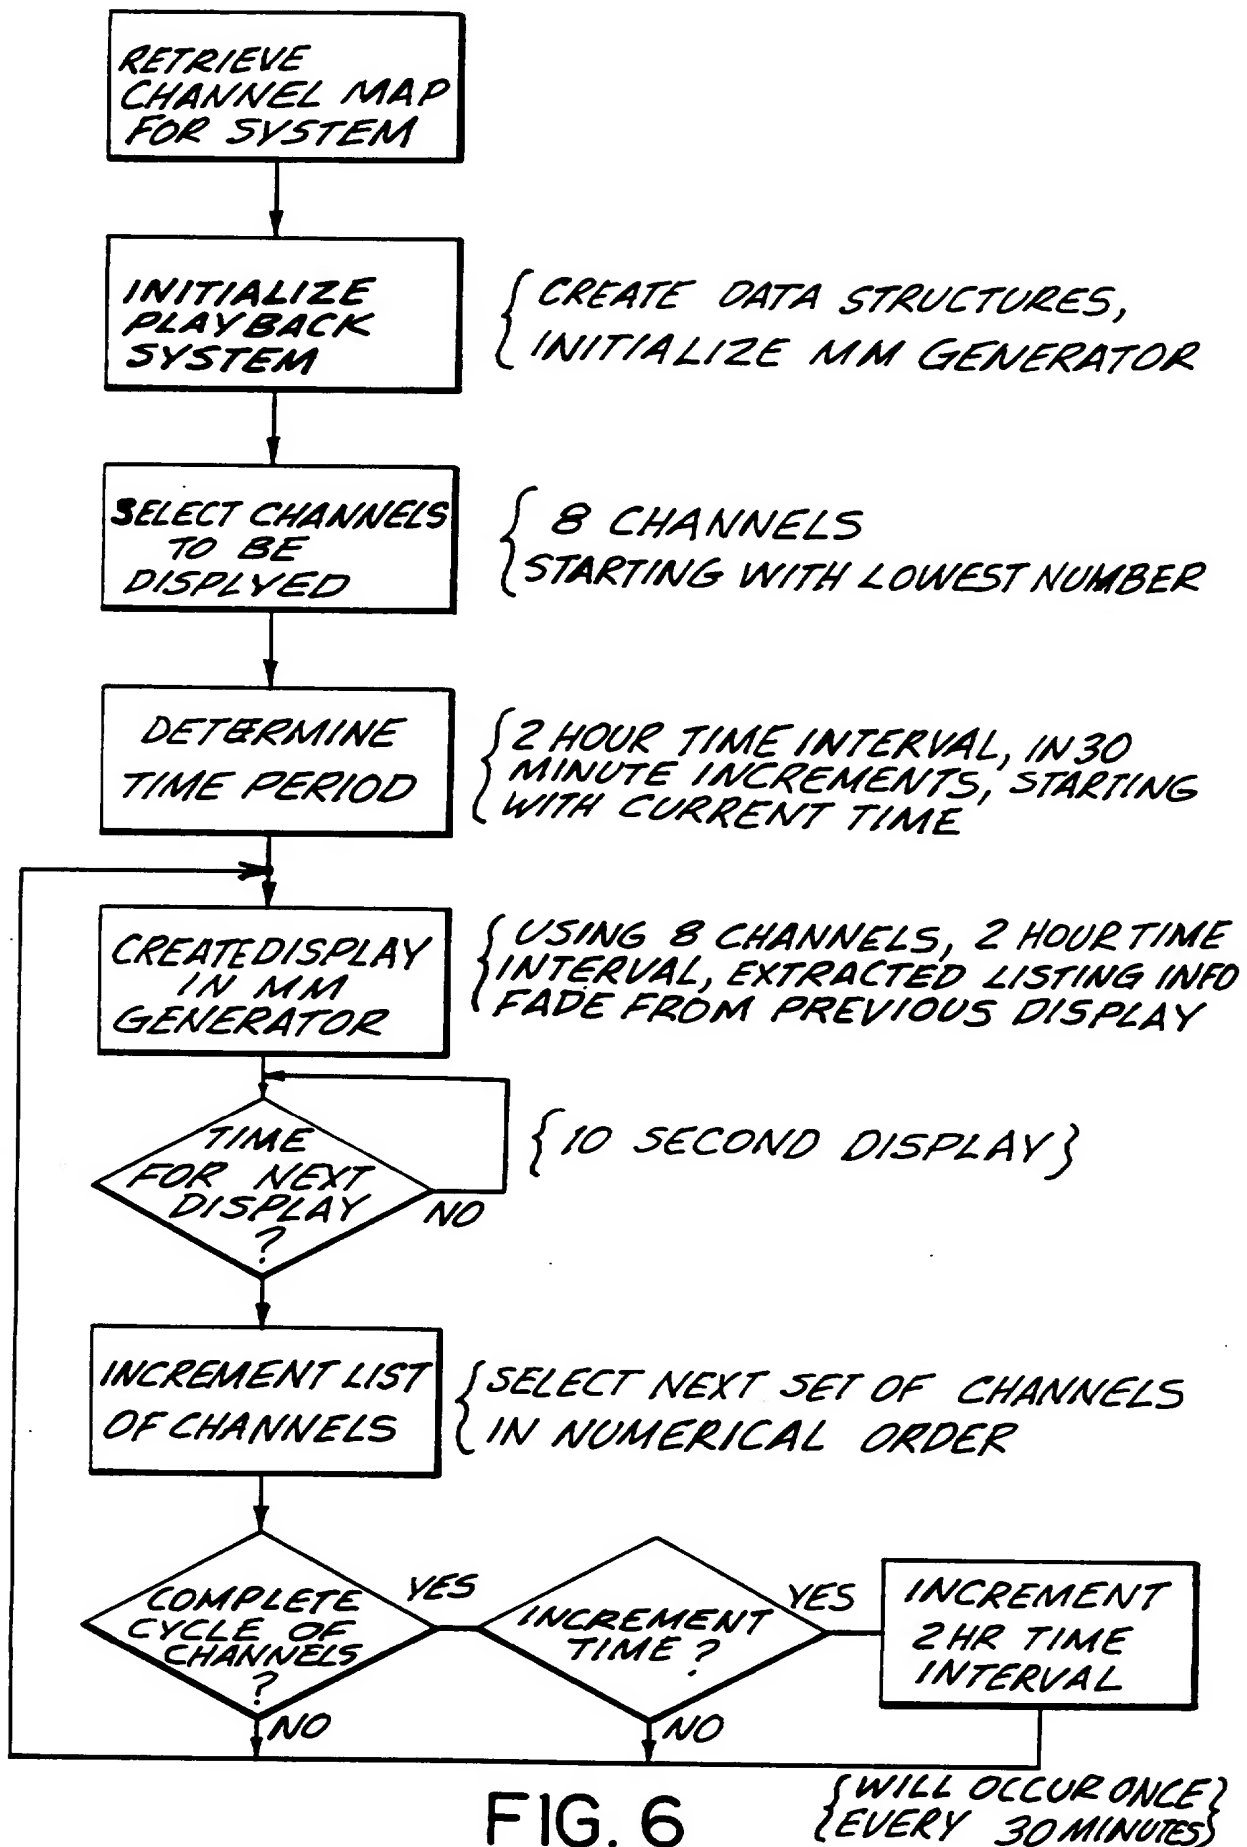 RETRIEVE
CHANNEL MAP
FOR SYSTEM
INITIALIZE
PLAYBACK
SYSTEM
{ CREATE DATA STRUCTURES,
INITIALIZE MM GENERATOR
SELECT CHANNELS
TO BE
DISPLYED
{ 8 CHANNELS
STARTING WITH LOWEST NUMBER
DETERMINE
TIME PERIOD
{ 2 HOUR TIME INTERVAL, IN 30
MINUTE INCREMENTS, STARTING
WITH CURRENT TIME
CREATE DISPLAY
IN MM
GENERATOR
{ USING 8 CHANNELS, 2 HOUR TIME
INTERVAL, EXTRACTED LISTING INFO
FADE FROM PREVIOUS DISPLAY
TIME
FOR NEXT
DISPLAY
?
NO
{ 10 SECOND DISPLAY }
INCREMENT LIST
OF CHANNELS
{ SELECT NEXT SET OF CHANNELS
IN NUMERICAL ORDER
COMPLETE
CYCLE OF
CHANNELS
?
YES
NO
INCREMENT
TIME ?
YES
NO
INCREMENT
2 HR TIME
INTERVAL
{ WILL OCCUR ONCE }
{ EVERY 30 MINUTES }
FIG. 6